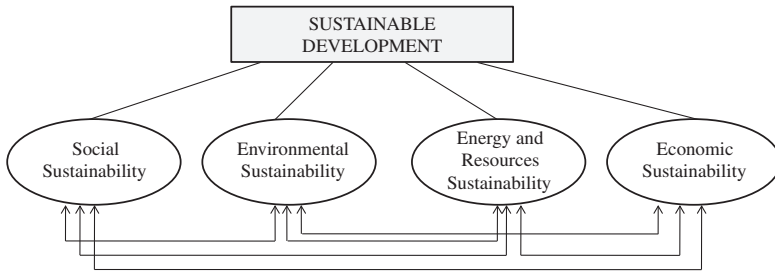 SUSTAINABLE
DEVELOPMENT
Social
Sustainability
Environmental
Sustainability
Energy and
Resources
Sustainability
Economic
Sustainability